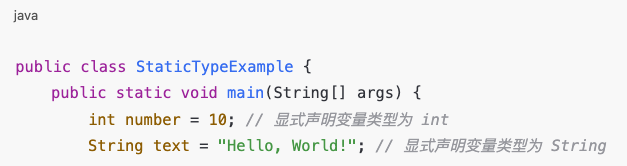 java
public class StaticTypeExample {
public static void main(String[] args) {
int number = 10; // 显式声明变量类型为 int
String text = "Hello, World!"; // 显式声明变量类型为 String